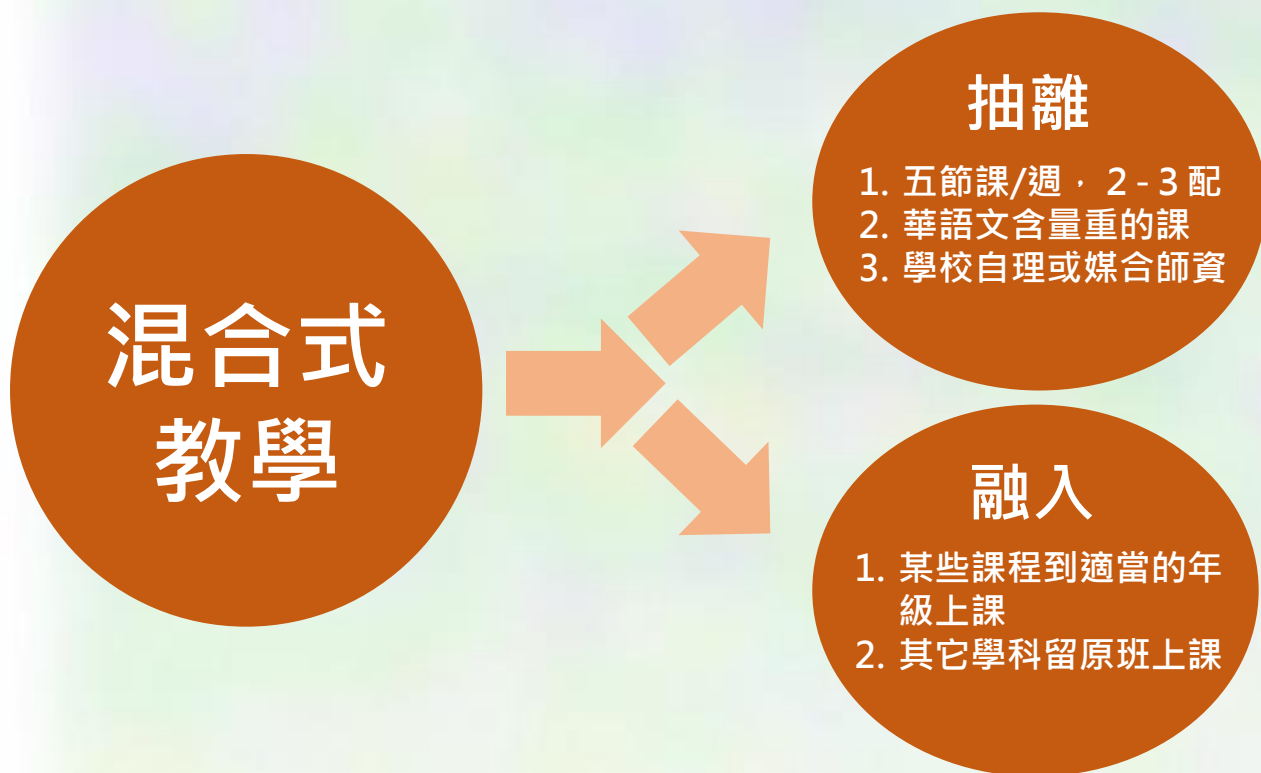 混合式
教學
抽離
1. 五節課/週，2-3配
2. 華語文含量重的課
3. 學校自理或媒合師資
融入
1. 某些課程到適當的年
級上課
2. 其它學科留原班上課